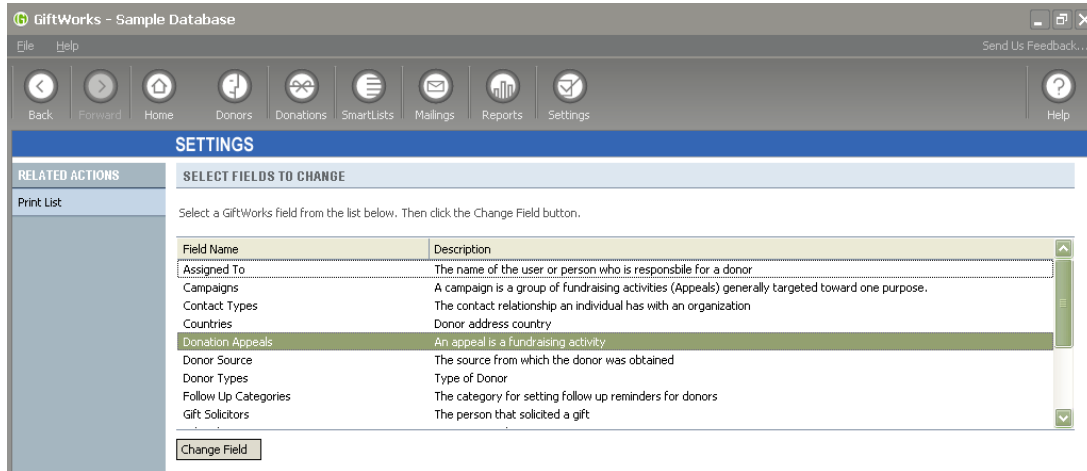 GiftWorks - Sample Database
File Help Send Us Feedback...
Back Forward Home Donors Donations SmartLists Mailings Reports Settings Help
SETTINGS
RELATED ACTIONS SELECT FIELDS TO CHANGE
Print List
Select a GiftWorks field from the list below. Then click the Change Field button.
Field Name Description
Assigned To The name of the user or person who is responsbile for a donor
Campaigns A campaign is a group of fundraising activities (Appeals) generally targeted toward one purpose.
Contact Types The contact relationship an individual has with an organization
Countries Donor address country
Donation Appeals An appeal is a fundraising activity
Donor Source The source from which the donor was obtained
Donor Types Type of Donor
Follow Up Categories The category for setting follow up reminders for donors
Gift Solicitors The person that solicited a gift
Change Field